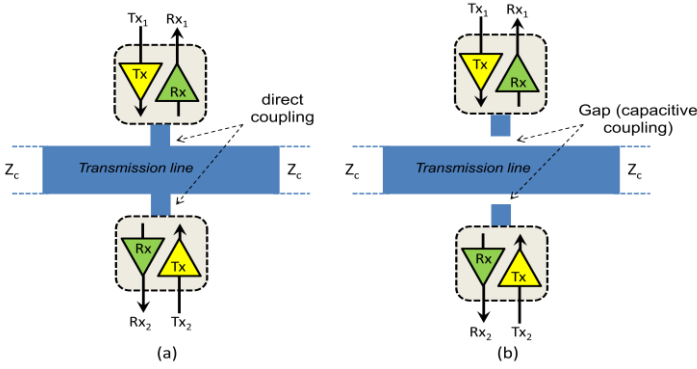 Tx1 Rx1
Tx
Rx
direct
coupling
Zc
Transmission line
Zc
Rx
Tx
Rx2 Tx2
(a)
Tx1 Rx1
Tx
Rx
Gap (capacitive
coupling)
Zc
Transmission line
Zc
Rx
Tx
Rx2 Tx2
(b)